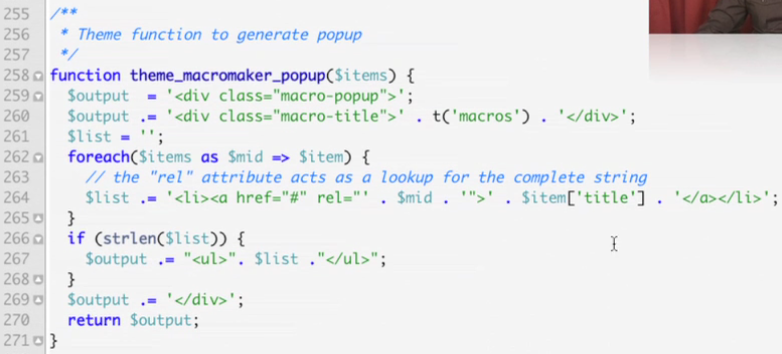 255 /**
256 * Theme function to generate popup
257 */
258 function theme_macromaker_popup($items) {
259 $output = '<div class="macro-popup">';
260 $output .= '<div class="macro-title">' . t('macros') . '</div>';
261 $list = '';
262 foreach($items as $mid => $item) {
263 // the "rel" attribute acts as a lookup for the complete string
264 $list .= '<li><a href="#" rel="' . $mid . '">' . $item['title'] . '</a></li>';
265 }
266 if (strlen($list)) {
267 $output .= "<ul>". $list ."</ul>";
268 }
269 $output .= '</div>';
270 return $output;
271 }